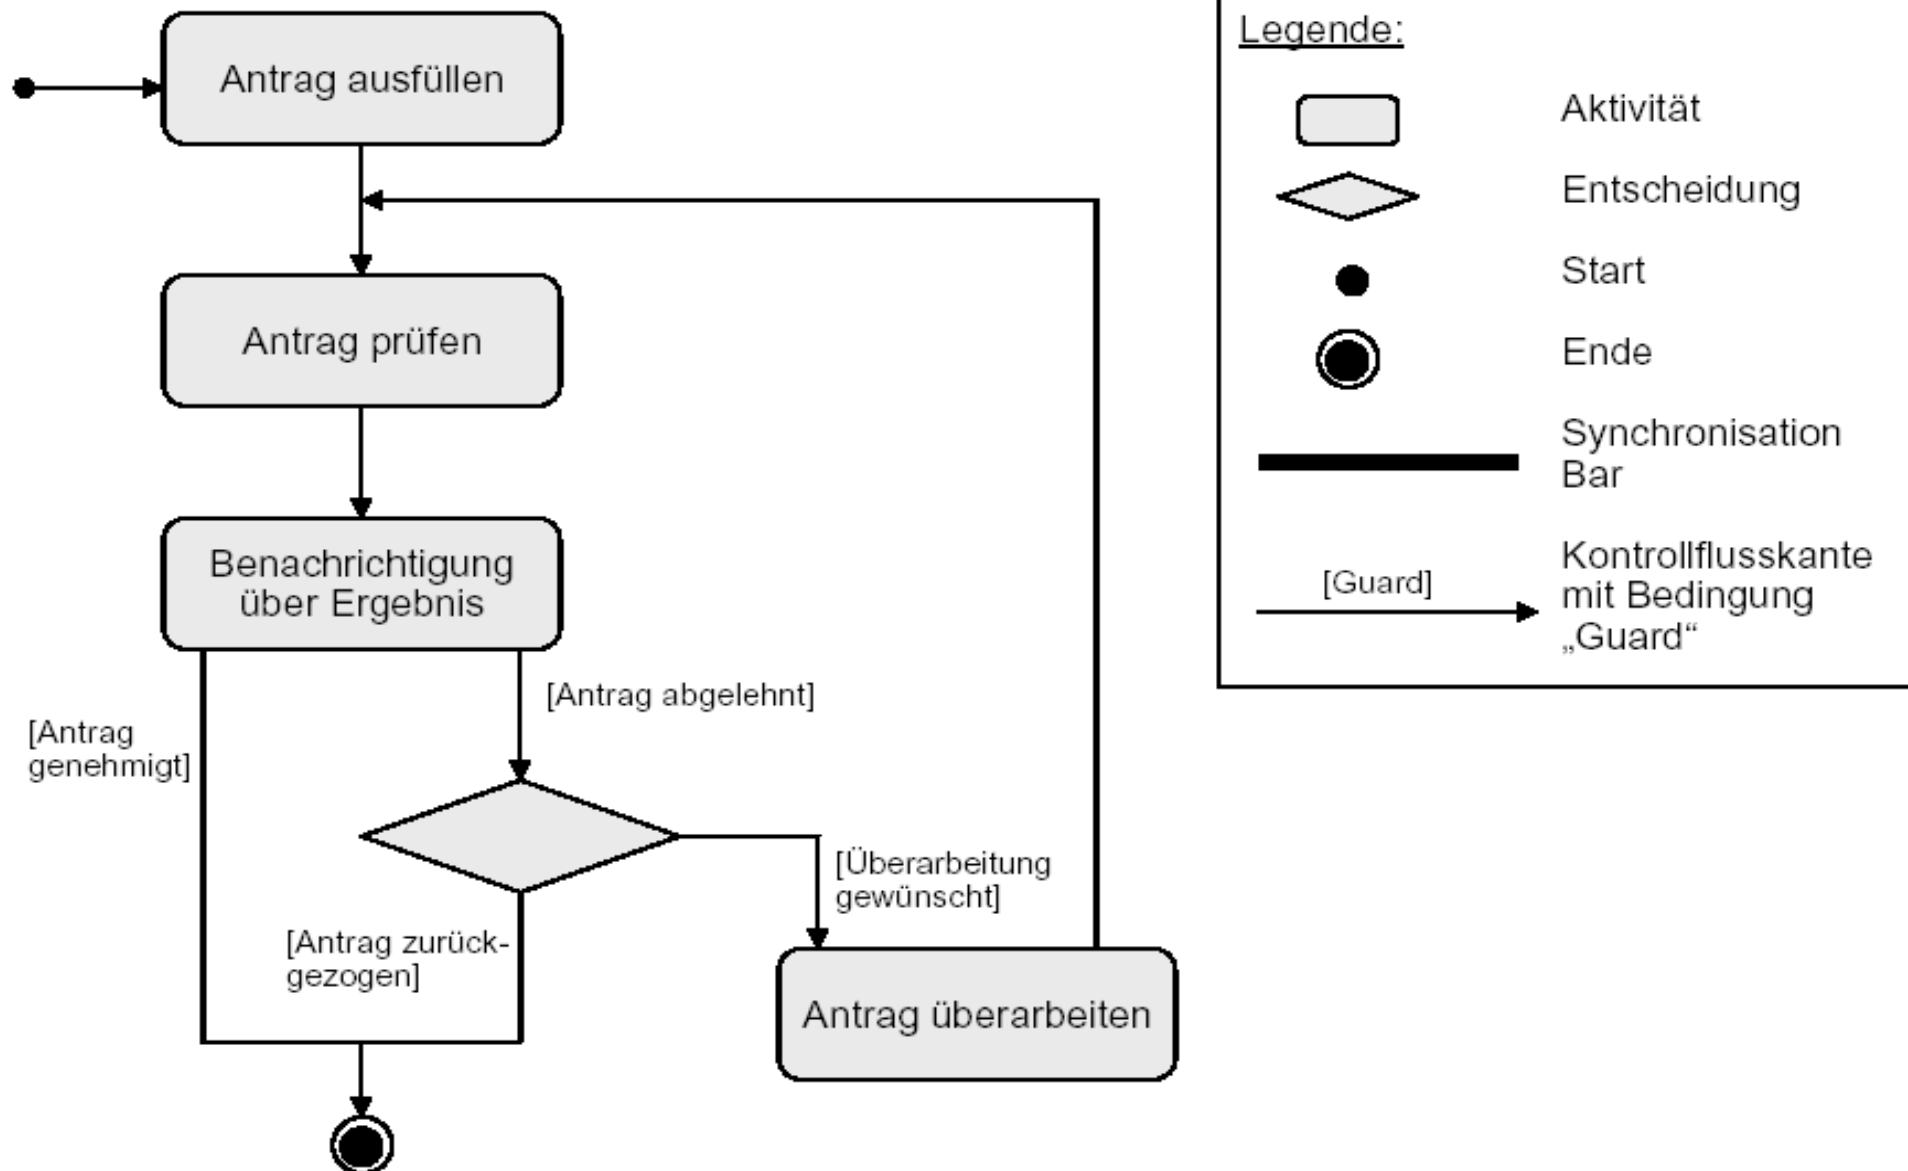 Antrag ausfüllen
Antrag prüfen
Benachrichtigung
über Ergebnis
[Antrag abgelehnt]
[Antrag
genehmigt]
[Überarbeitung
gewünscht]
[Antrag zurück-
gezogen]
Antrag überarbeiten
Legende:
Aktivität
Entscheidung
Start
Ende
Synchronisation
Bar
[Guard]
Kontrollflusskante
mit Bedingung
„Guard“